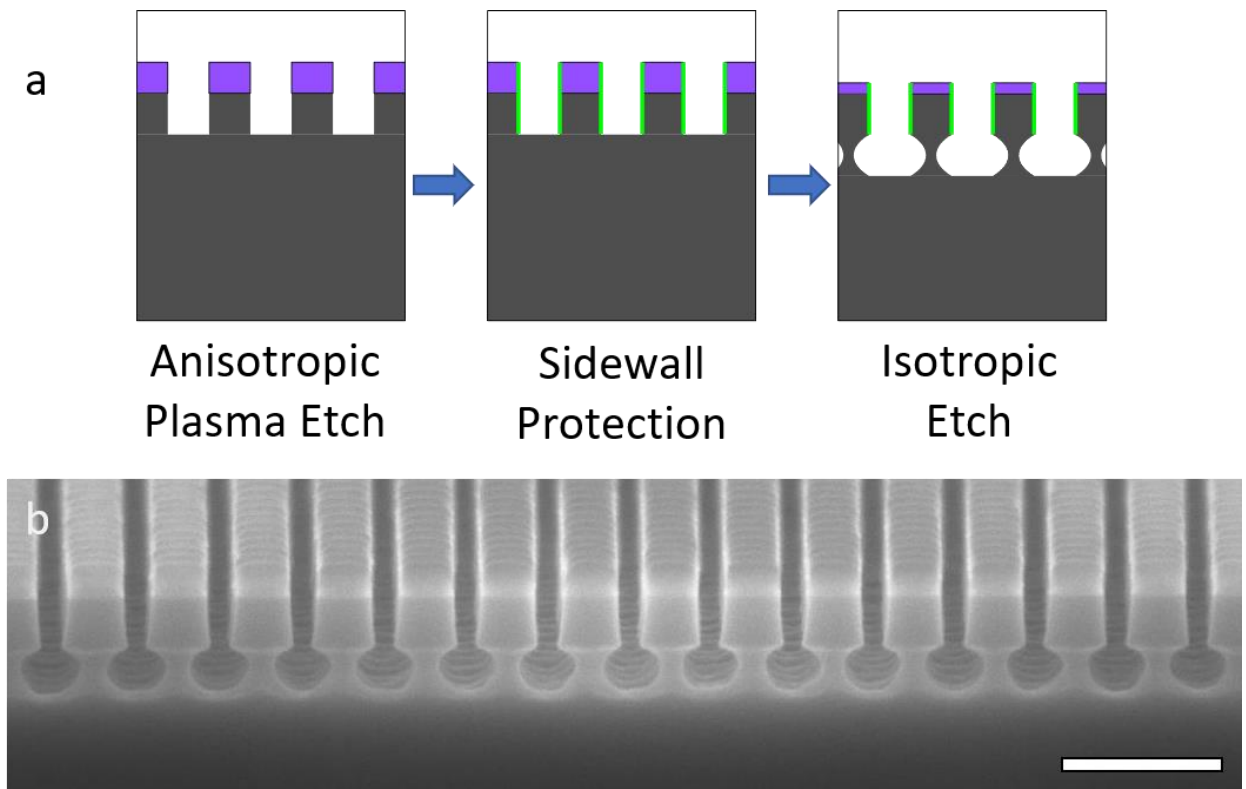 a
Anisotropic
Plasma Etch
Sidewall
Protection
Isotropic
Etch
b